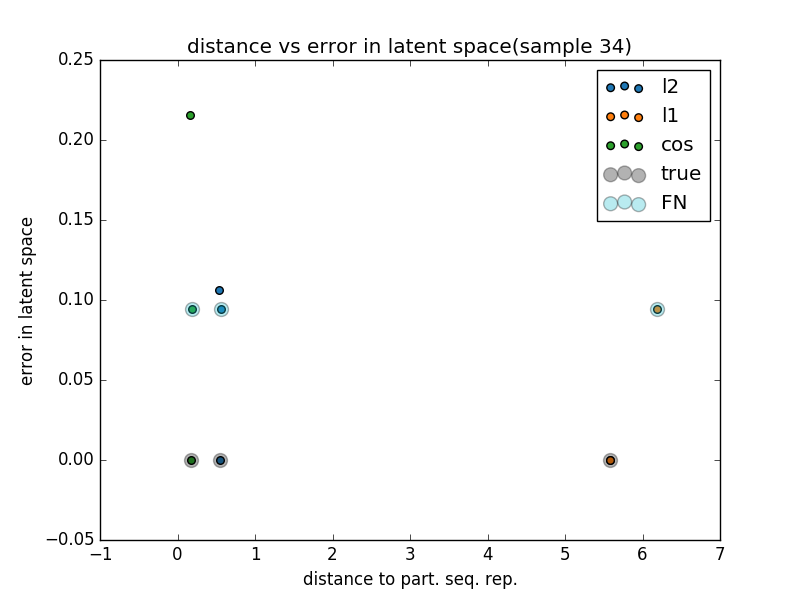 distance vs error in latent space(sample 34)
0.25
0.20
0.15
0.10
0.05
0.00
−0.05
error in latent space
l2
l1
cos
true
FN
−1 0 1 2 3 4 5 6 7
distance to part. seq. rep.